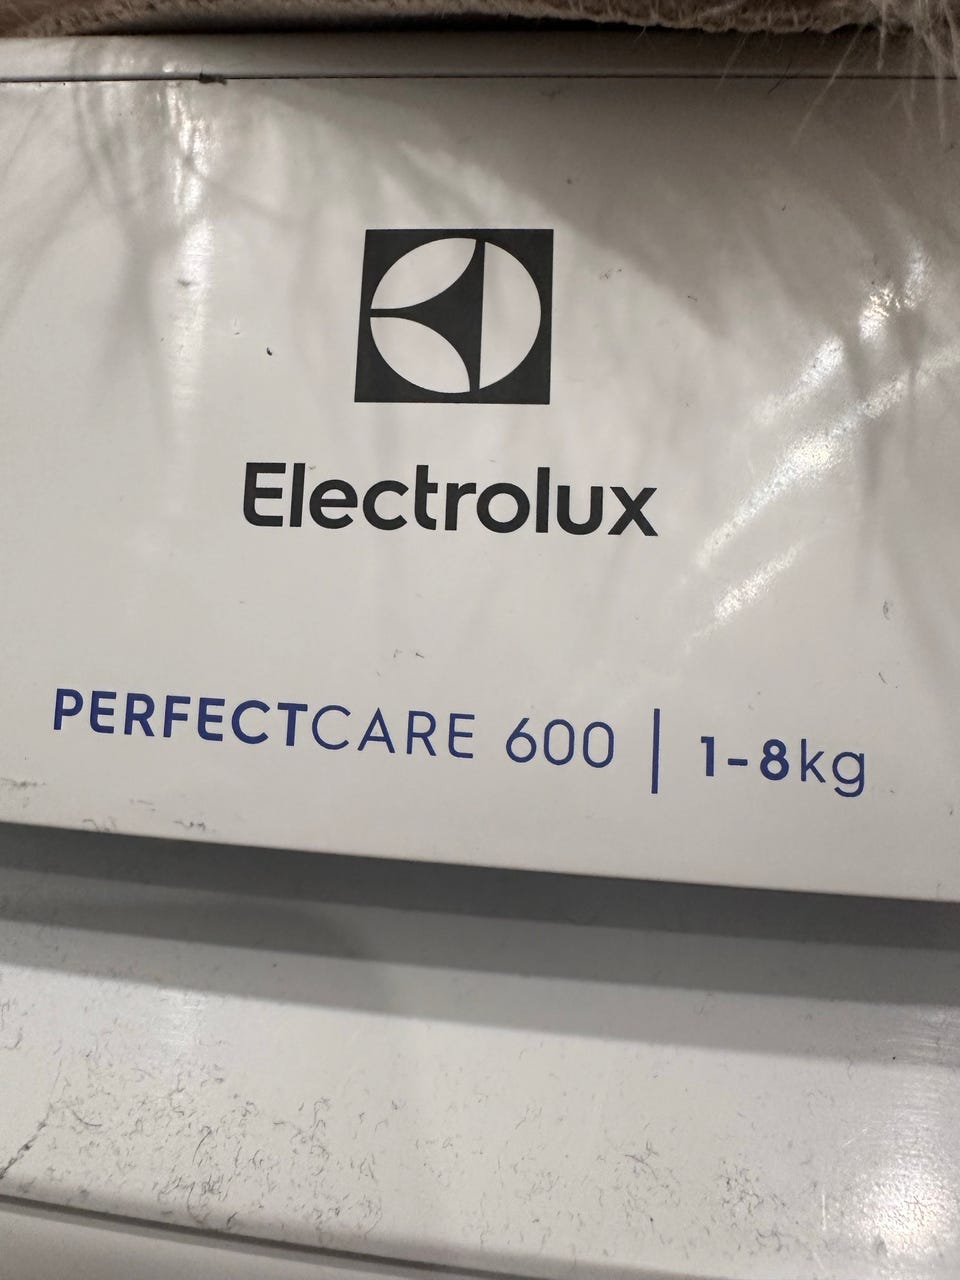 Electrolux
PERFECTCARE 600 | 1-8kg